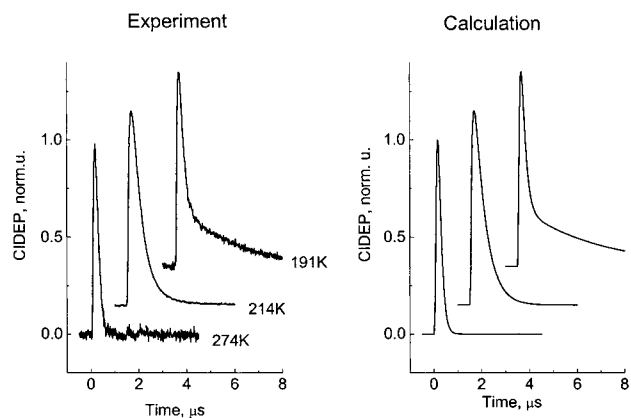 Experiment
CIDEP, norm.u.
1.0
0.5
0.0
191K
214K
274K
0 2 4 6 8
Time, μs
Calculation
CIDEP, norm.u.
1.0
0.5
0.0
0 2 4 6 8
Time, μs